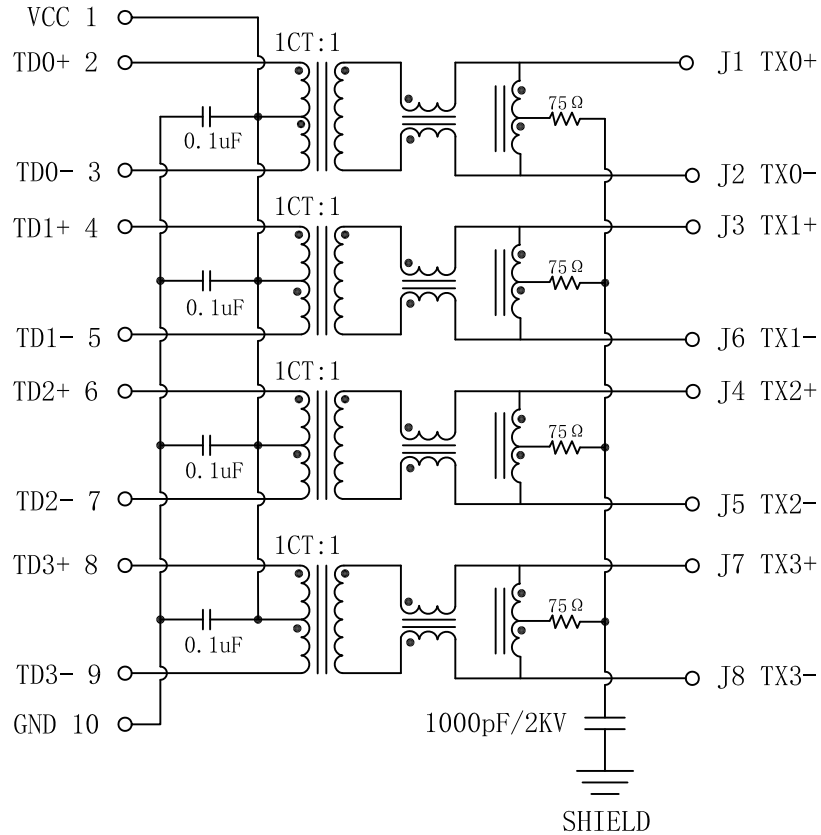 VCC 1
1CT:1
TD0+ 2
J1 TX0+
75Ω
0.1uF
TD0- 3
J2 TX0-
1CT:1
TD1+ 4
J3 TX1+
75Ω
0.1uF
TD1- 5
J6 TX1-
1CT:1
TD2+ 6
J4 TX2+
75Ω
0.1uF
TD2- 7
J5 TX2-
1CT:1
TD3+ 8
J7 TX3+
75Ω
0.1uF
TD3- 9
J8 TX3-
GND 10
1000pF/2KV
SHIELD